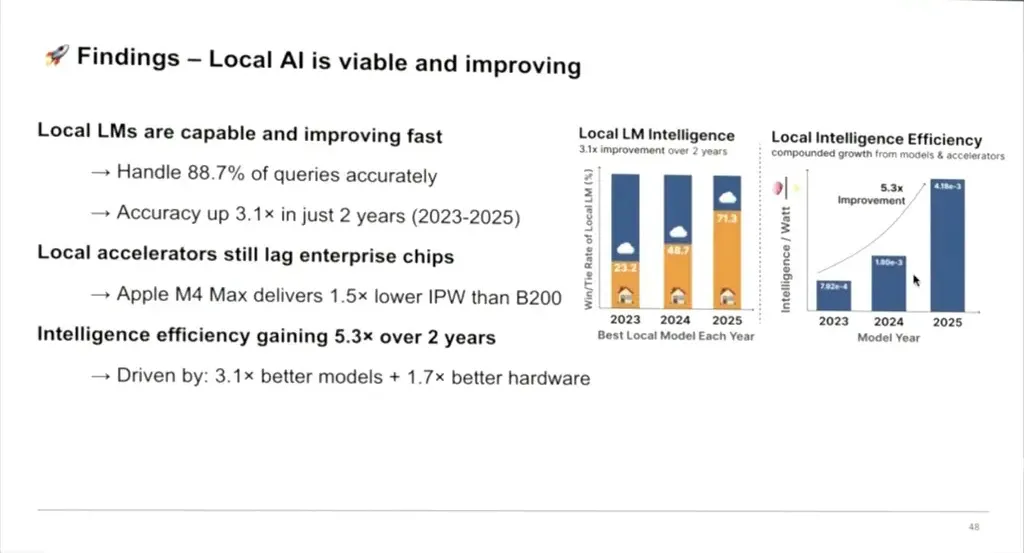 🚀 Findings – Local AI is viable and improving
Local LMs are capable and improving fast
→ Handle 88.7% of queries accurately
→ Accuracy up 3.1× in just 2 years (2023-2025)
Local accelerators still lag enterprise chips
→ Apple M4 Max delivers 1.5× lower IPW than B200
Intelligence efficiency gaining 5.3× over 2 years
→ Driven by: 3.1× better models + 1.7× better hardware
Local LM Intelligence
3.1x improvement over 2 years
Win/Tie Rate of Local LM (%)
23.2
48.7
71.3
2023 2024 2025
Best Local Model Each Year
Local Intelligence Efficiency
compounded growth from models & accelerators
Intelligence / Watt
5.3x
Improvement
7.92e-4
1.80e-3
4.18e-3
2023 2024 2025
Model Year
48